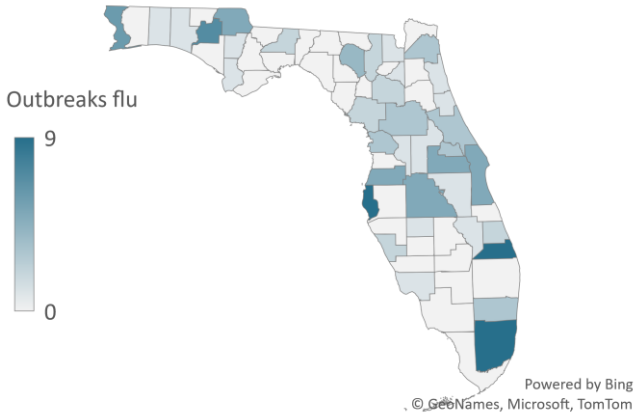 Outbreaks flu
9
0
Powered by Bing
© GeoNames, Microsoft, TomTom